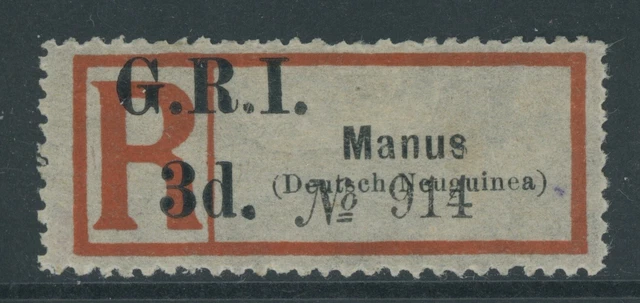 G.R.I.
R
Manus
(Deutsch Neuguinea)
3d. № 914